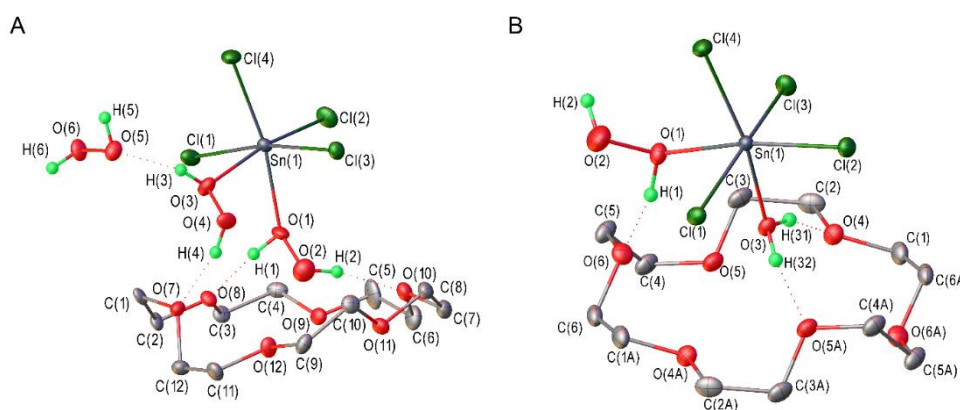 A
Cl(4)
H(5)
O(6)
O(5)
Cl(2)
H(6)
Cl(1)
Sn(1)
Cl(3)
H(3)
O(3)
O(4)
O(1)
H(4)
O(2)
H(2)
H(1)
C(5)
O(10)
C(1)
O(7)
O(8)
C(8)
C(2)
C(3)
C(4)
O(9)
C(10)
C(7)
O(11)
C(6)
C(12)
C(11)
O(12)
C(9)
B
Cl(4)
H(2)
O(1)
Cl(3)
O(2)
Sn(1)
Cl(2)
H(1)
C(3)
C(2)
C(5)
Cl(1)
H(31)
O(4)
O(3)
C(1)
O(6)
C(4)
O(5)
H(32)
C(6A)
C(6)
C(4A)
C(1A)
O(5A)
O(6A)
O(4A)
C(5A)
C(2A)
C(3A)